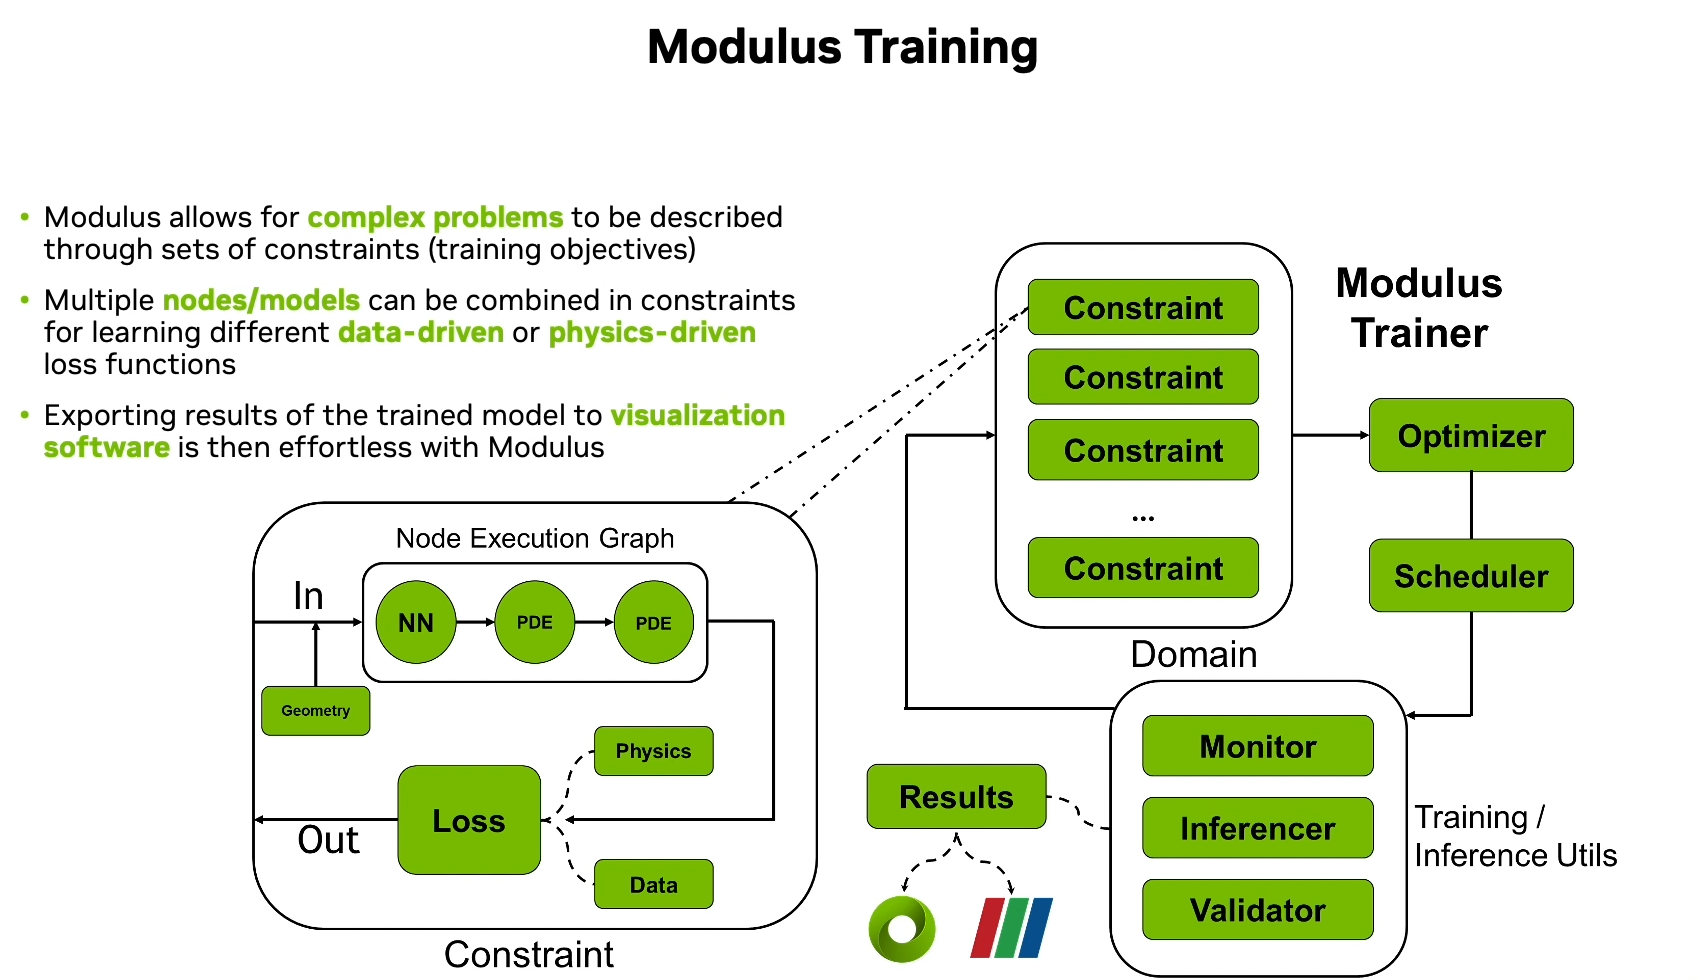 Modulus Training
• Modulus allows for complex problems to be described
through sets of constraints (training objectives)
• Multiple nodes/models can be combined in constraints
for learning different data-driven or physics-driven
loss functions
• Exporting results of the trained model to visualization
software is then effortless with Modulus
Node Execution Graph
In
NN
PDE
PDE
Geometry
Physics
Loss
Out
Data
Constraint
Modulus
Trainer
Constraint
Constraint
Constraint
...
Constraint
Domain
Optimizer
Scheduler
Monitor
Inferencer
Validator
Training /
Inference Utils
Results